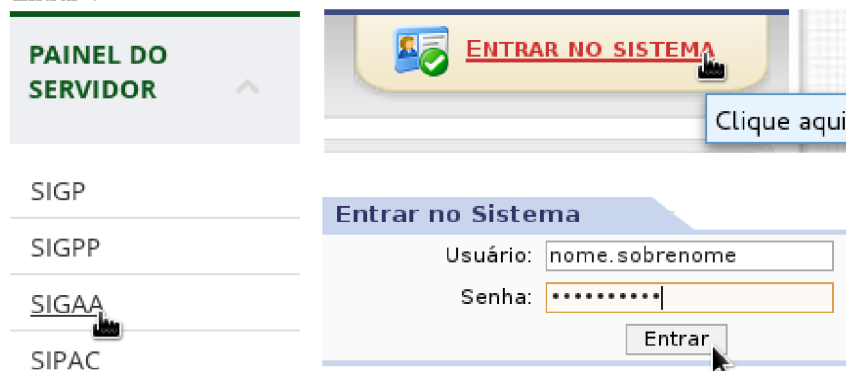 PAINEL DO
SERVIDOR
SIGP
SIGPP
SIGAA
SIPAC
ENTRAR NO SISTEMA
Clique aqui
Entrar no Sistema
Usuário: nome.sobrenome
Senha: ••••••••••
Entrar